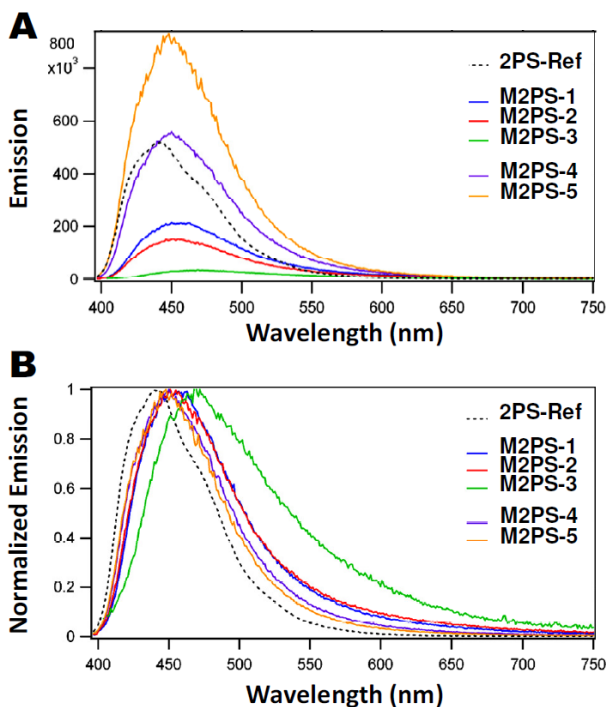 A
800
x10³
600
400
200
0
Emission
2PS-Ref
M2PS-1
M2PS-2
M2PS-3
M2PS-4
M2PS-5
400 450 500 550 600 650 700 750
Wavelength (nm)
B
1
0.8
0.6
0.4
0.2
0
Normalized Emission
2PS-Ref
M2PS-1
M2PS-2
M2PS-3
M2PS-4
M2PS-5
400 450 500 550 600 650 700 750
Wavelength (nm)